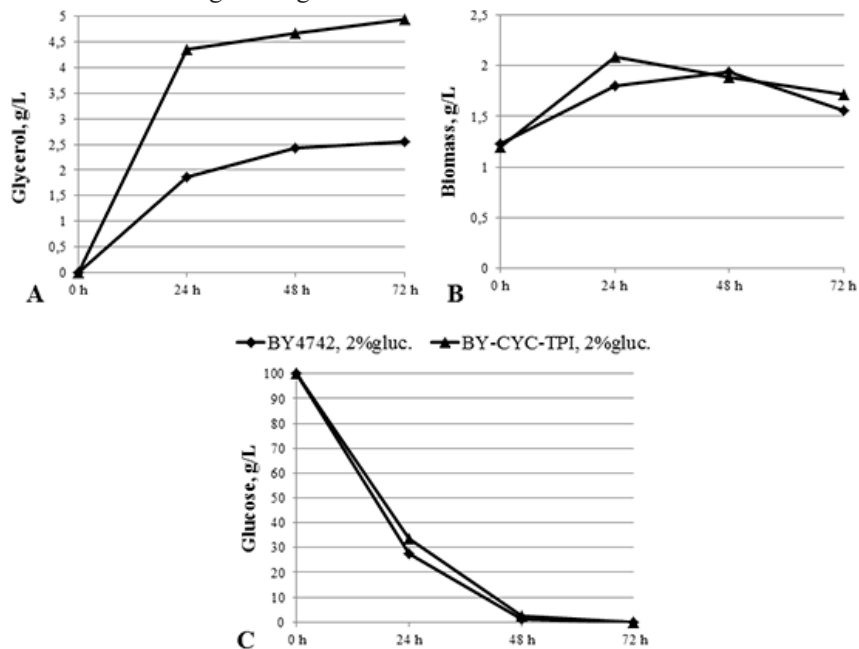 Glycerol, g/L
5
4,5
4
3,5
3
2,5
2
1,5
1
0,5
0
0 h 24 h 48 h 72 h
A
Biomass, g/L
2,5
2
1,5
1
0,5
0
0 h 24 h 48 h 72 h
B
BY4742, 2%gluc. BY-CYC-TPI, 2%gluc.
Glucose, g/L
100
90
80
70
60
50
40
30
20
10
0
0 h 24 h 48 h 72 h
C